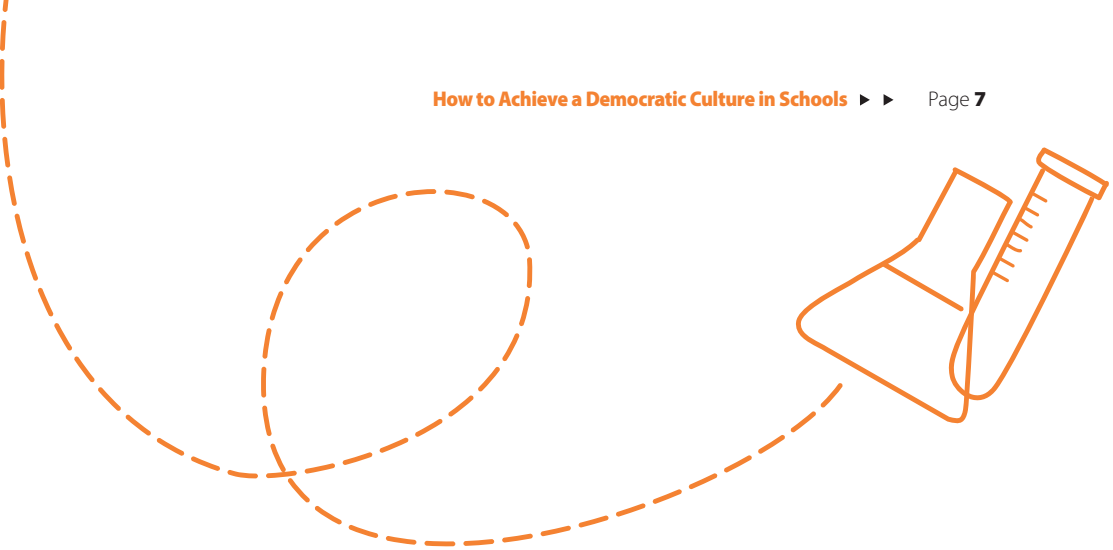 How to Achieve a Democratic Culture in Schools ▶ ▶ Page 7